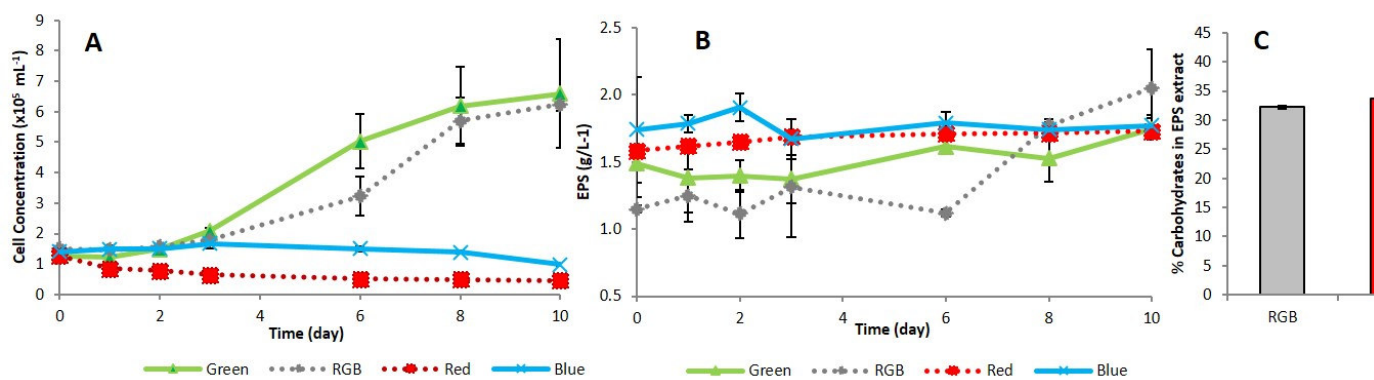 A
Cell Concentration (x10⁵ mL⁻¹)
9
8
7
6
5
4
3
2
1
0
0 2 4 6 8 10
Time (day)
Green RGB Red Blue
B
EPS (g/L-1)
2.5
2.0
1.5
1.0
0.5
0 2 4 6 8 10
Time (day)
Green RGB Red Blue
C
% Carbohydrates in EPS extract
45
40
35
30
25
20
15
10
5
0
RGB